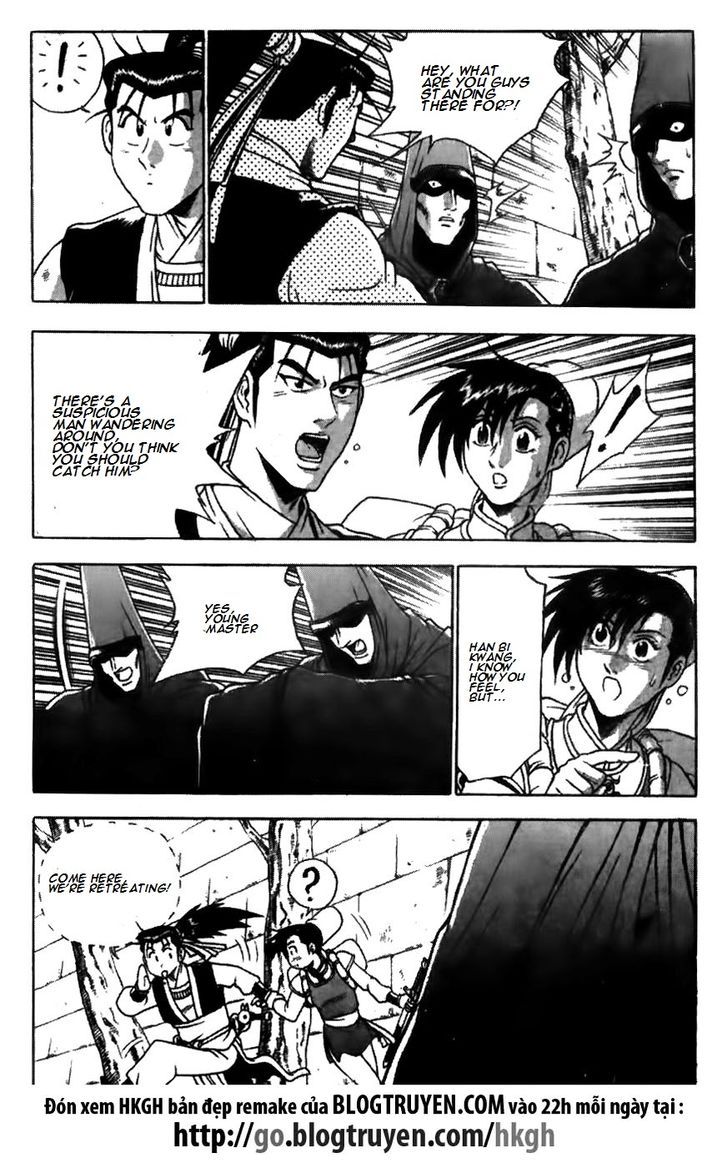 !
HEY, WHAT
ARE YOU GUYS
STANDING
THERE FOR?!
THERE'S A
SUSPICIOUS
MAN WANDERING
AROUND,
DON'T YOU THINK
YOU SHOULD
CATCH HIM?
!
YES,
YOUNG
MASTER
HAN BI
KWANG,
I KNOW
HOW YOU
FEEL,
BUT...
COME HERE,
WE'RE RETREATING!
?
Đón xem HKGH bản đẹp remake của BLOGTRUYEN.COM vào 22h mỗi ngày tại :
http://go.blogtruyen.com/hkgh